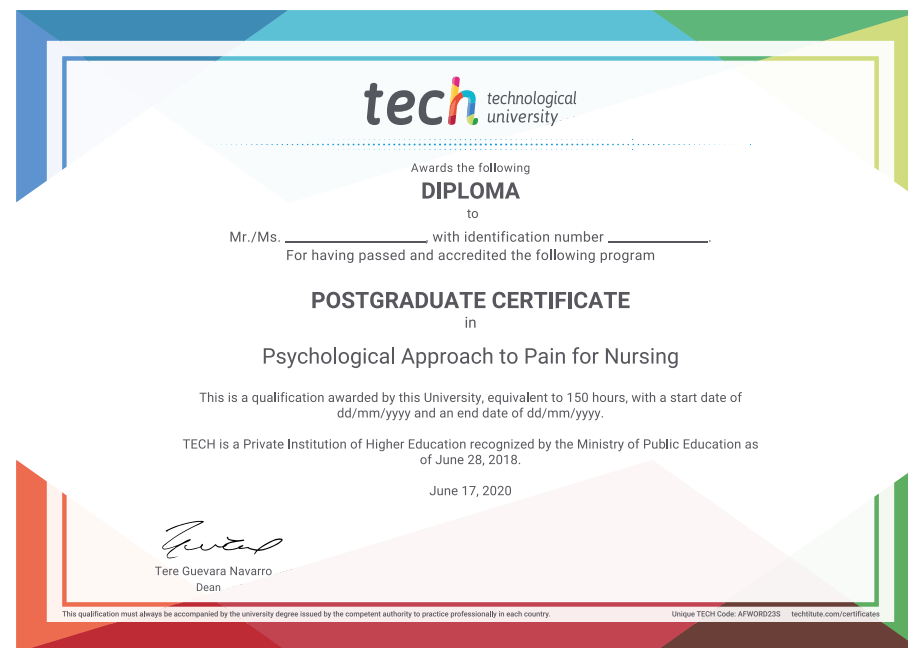 tech technological
university
Awards the following
DIPLOMA
to
Mr./Ms. ____________________, with identification number ______________.
For having passed and accredited the following program
POSTGRADUATE CERTIFICATE
in
Psychological Approach to Pain for Nursing
This is a qualification awarded by this University, equivalent to 150 hours, with a start date of
dd/mm/yyyy and an end date of dd/mm/yyyy.
TECH is a Private Institution of Higher Education recognized by the Ministry of Public Education as
of June 28, 2018.
June 17, 2020
Tere Guevara Navarro
Dean
This qualification must always be accompanied by the university degree issued by the competent authority to practice professionally in each country. Unique TECH Code: AFWORD23S techtitute.com/certificates